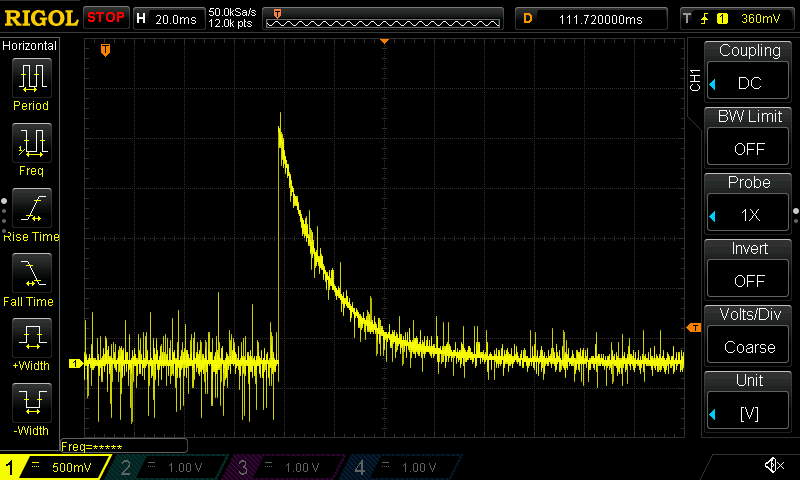 RIGOL STOP H 20.0ms 50.0kSa/s 12.0k pts T D 111.720000ms T 1 360mV
Horizontal
Period
Freq
Rise Time
Fall Time
+Width
-Width
T
1
T
CH1
Coupling
DC
BW Limit
OFF
Probe
1X
Invert
OFF
Volts/Div
Coarse
Unit
[V]
Freq=*****
1 500mV 2 1.00 V 3 1.00 V 4 1.00 V